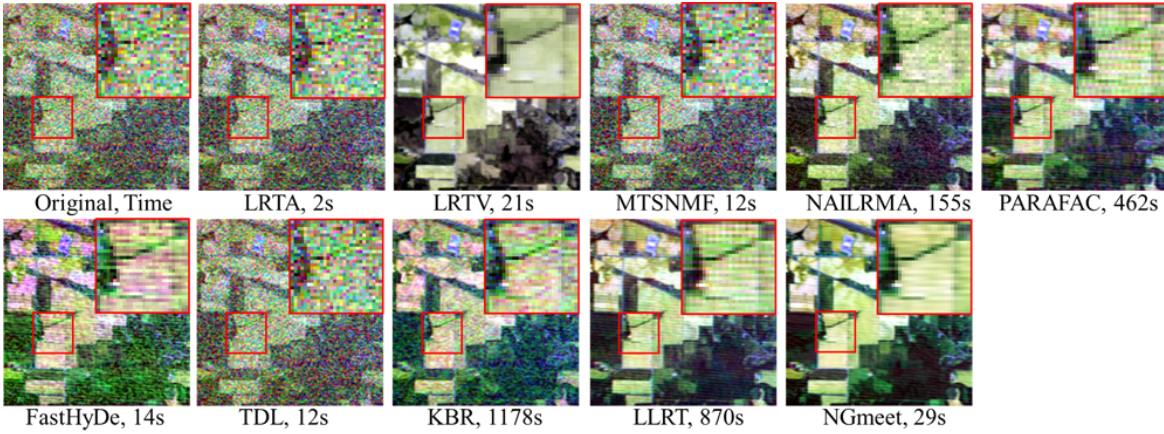 Original, Time LRTA, 2s LRTV, 21s MTSNMF, 12s NAILRMA, 155s PARAFAC, 462s
FastHyDe, 14s TDL, 12s KBR, 1178s LLRT, 870s NGmeet, 29s